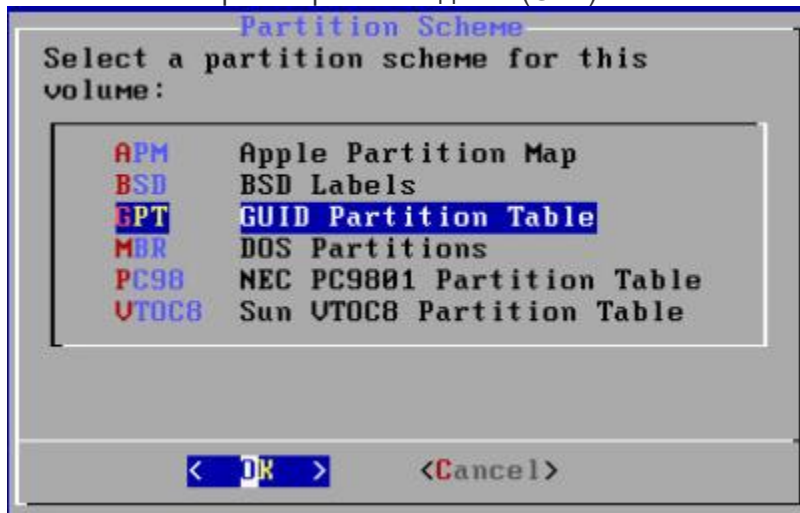 Partition Scheme
Select a partition scheme for this
volume:
APM Apple Partition Map
BSD BSD Labels
GPT GUID Partition Table
MBR DOS Partitions
PC98 NEC PC9801 Partition Table
VTOC8 Sun VTOC8 Partition Table
< OK > <Cancel>